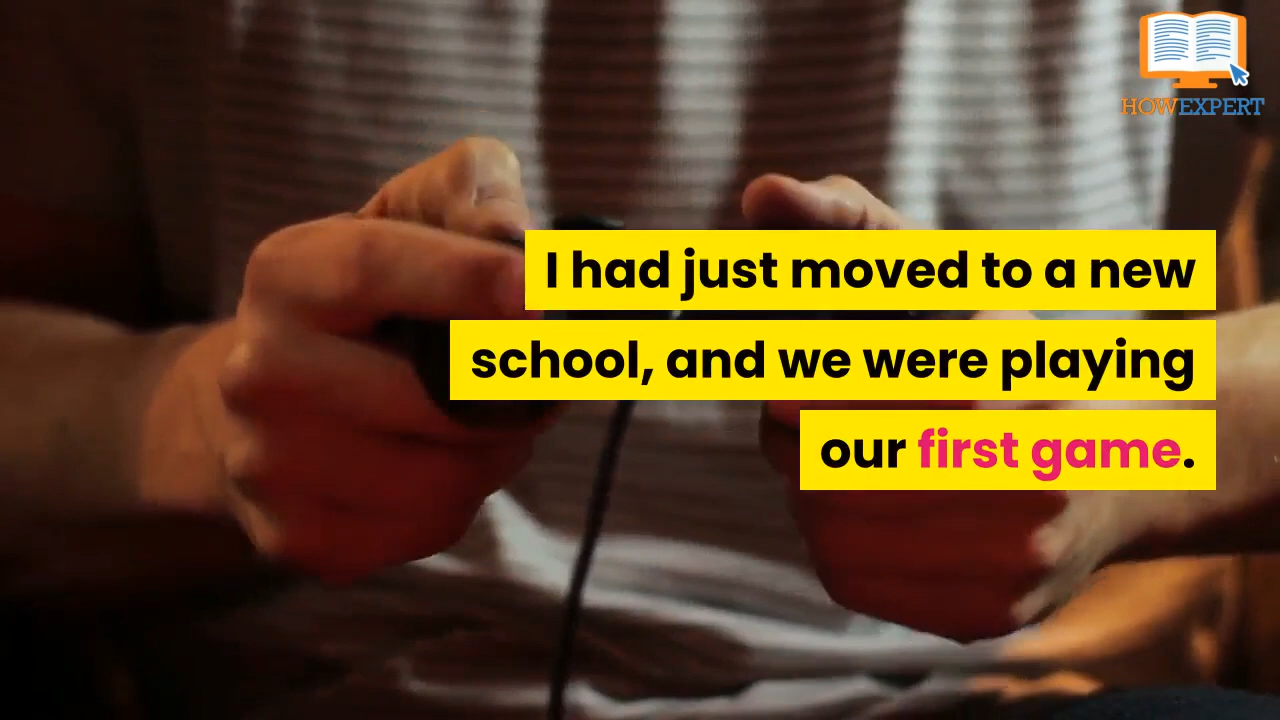 HOWEXPERT
I had just moved to a new
school, and we were playing
our first game.